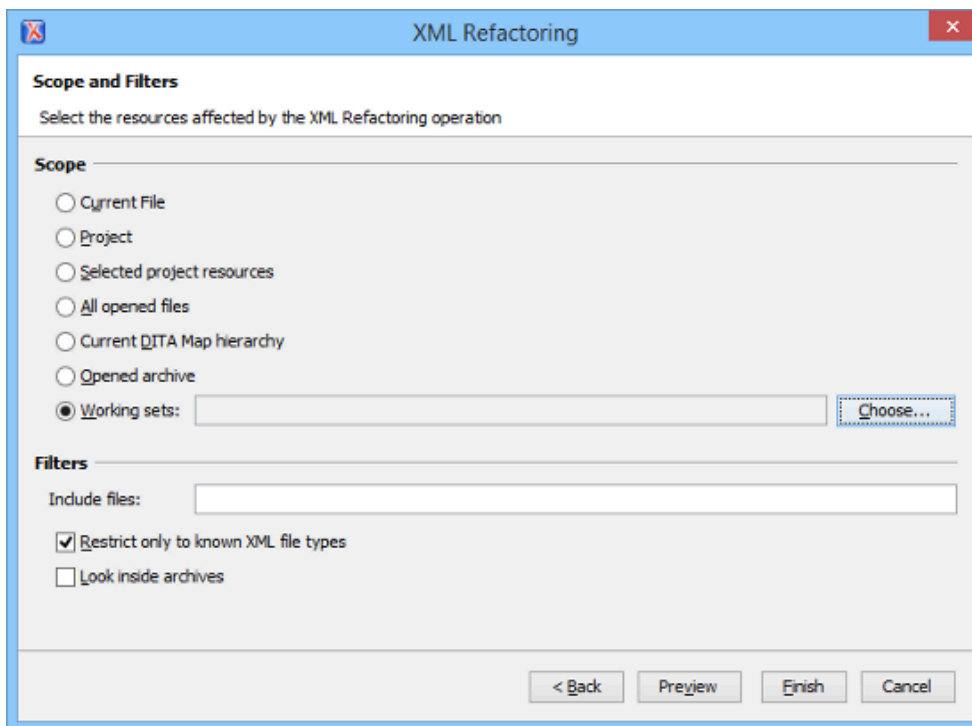 XML Refactoring
Scope and Filters
Select the resources affected by the XML Refactoring operation
Scope
Current File
Project
Selected project resources
All opened files
Current DITA Map hierarchy
Opened archive
Working sets: Choose...
Filters
Include files:
Restrict only to known XML file types
Look inside archives
< Back Preview Finish Cancel